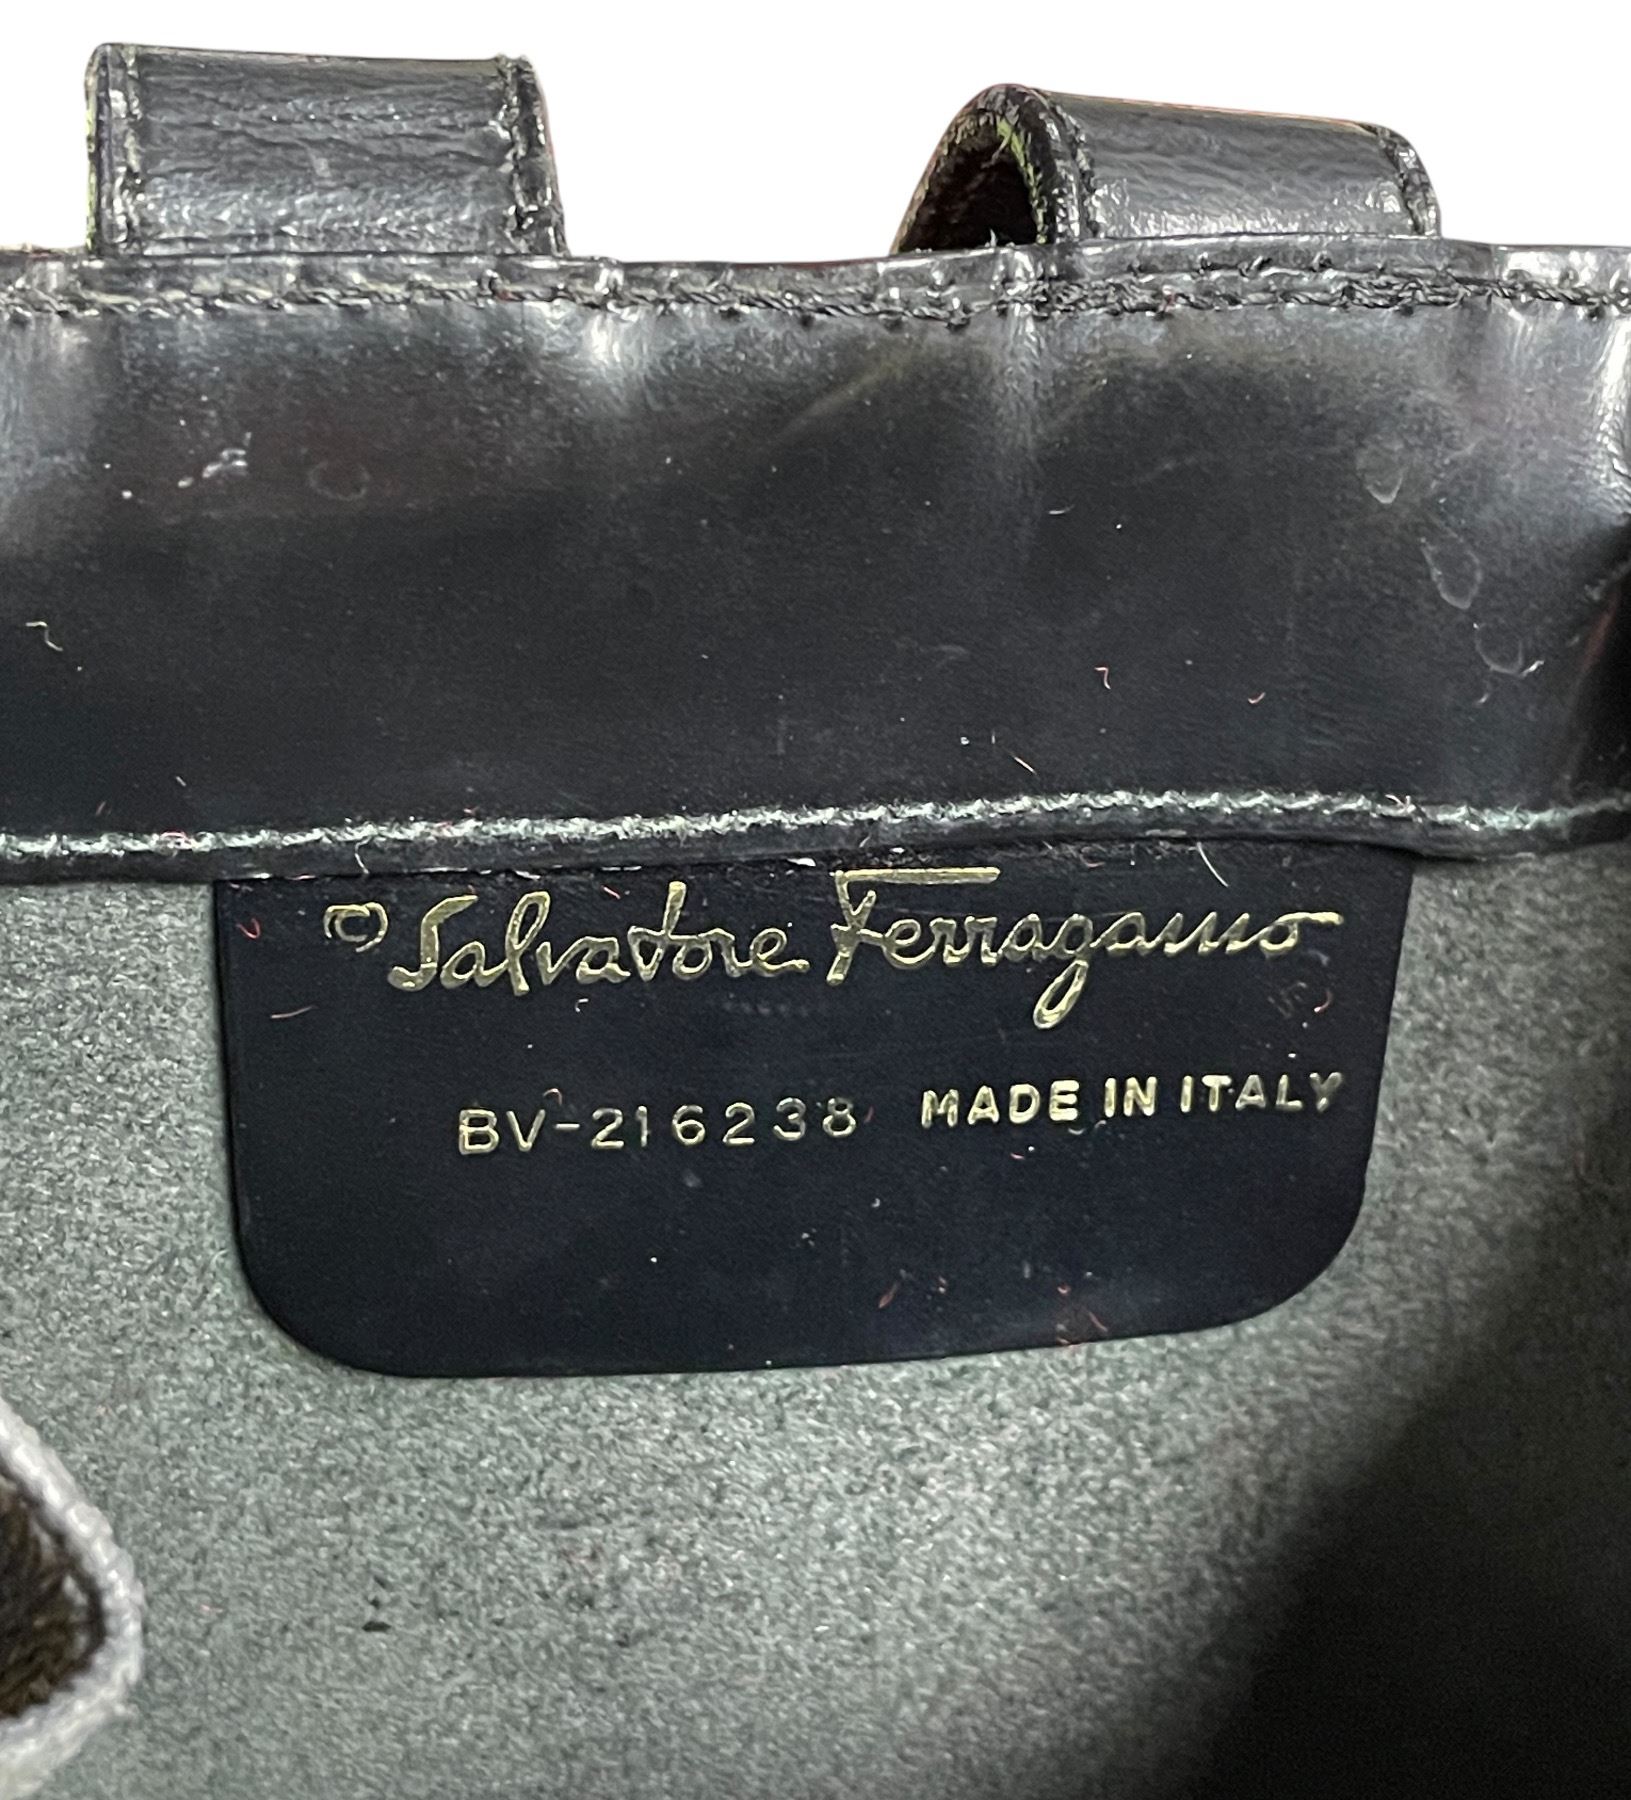 © Salvatore Ferragamo
BV-216238 MADE IN ITALY